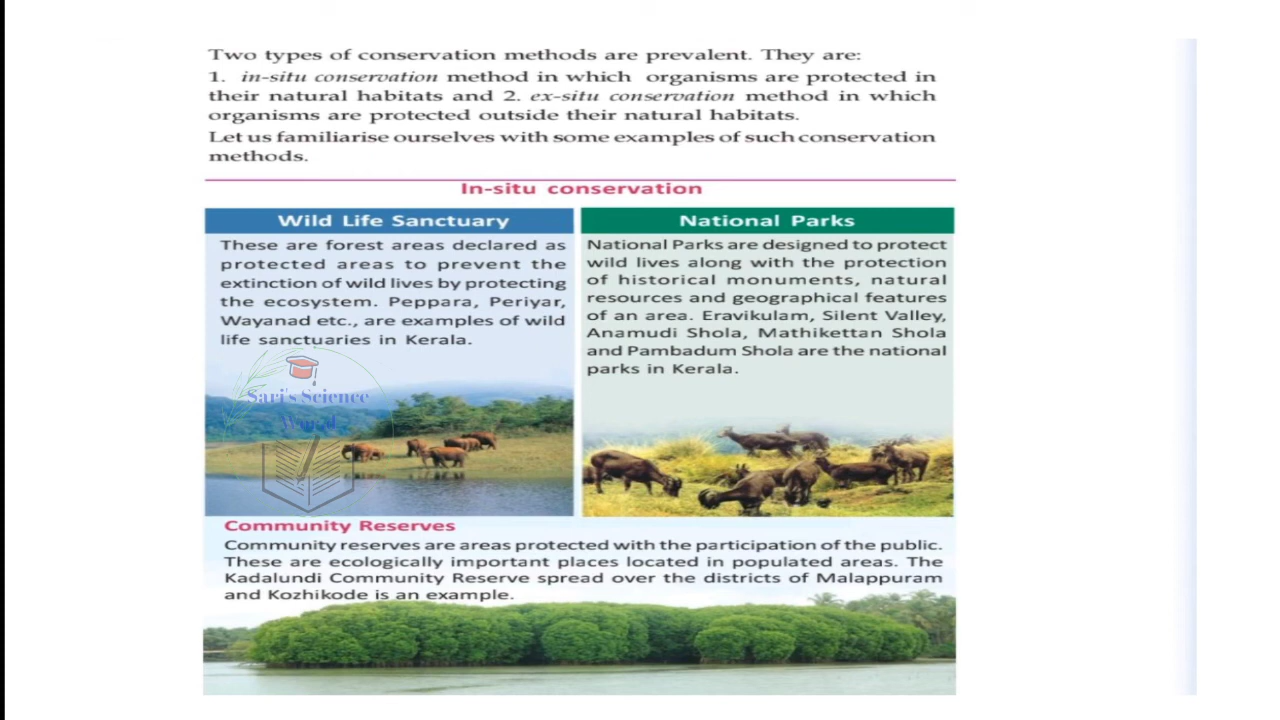 Two types of conservation methods are prevalent. They are:
1. in-situ conservation method in which organisms are protected in
their natural habitats and 2. ex-situ conservation method in which
organisms are protected outside their natural habitats.
Let us familiarise ourselves with some examples of such conservation
methods.
In-situ conservation
Wild Life Sanctuary
These are forest areas declared as
protected areas to prevent the
extinction of wild lives by protecting
the ecosystem. Peppara, Periyar,
Wayanad etc., are examples of wild
life sanctuaries in Kerala.
Sari's Science
National Parks
National Parks are designed to protect
wild lives along with the protection
of historical monuments, natural
resources and geographical features
of an area. Eravikulam, Silent Valley,
Anamudi Shola, Mathikettan Shola
and Pambadum Shola are the national
parks in Kerala.
Community Reserves
Community reserves are areas protected with the participation of the public.
These are ecologically important places located in populated areas. The
Kadalundi Community Reserve spread over the districts of Malappuram
and Kozhikode is an example.